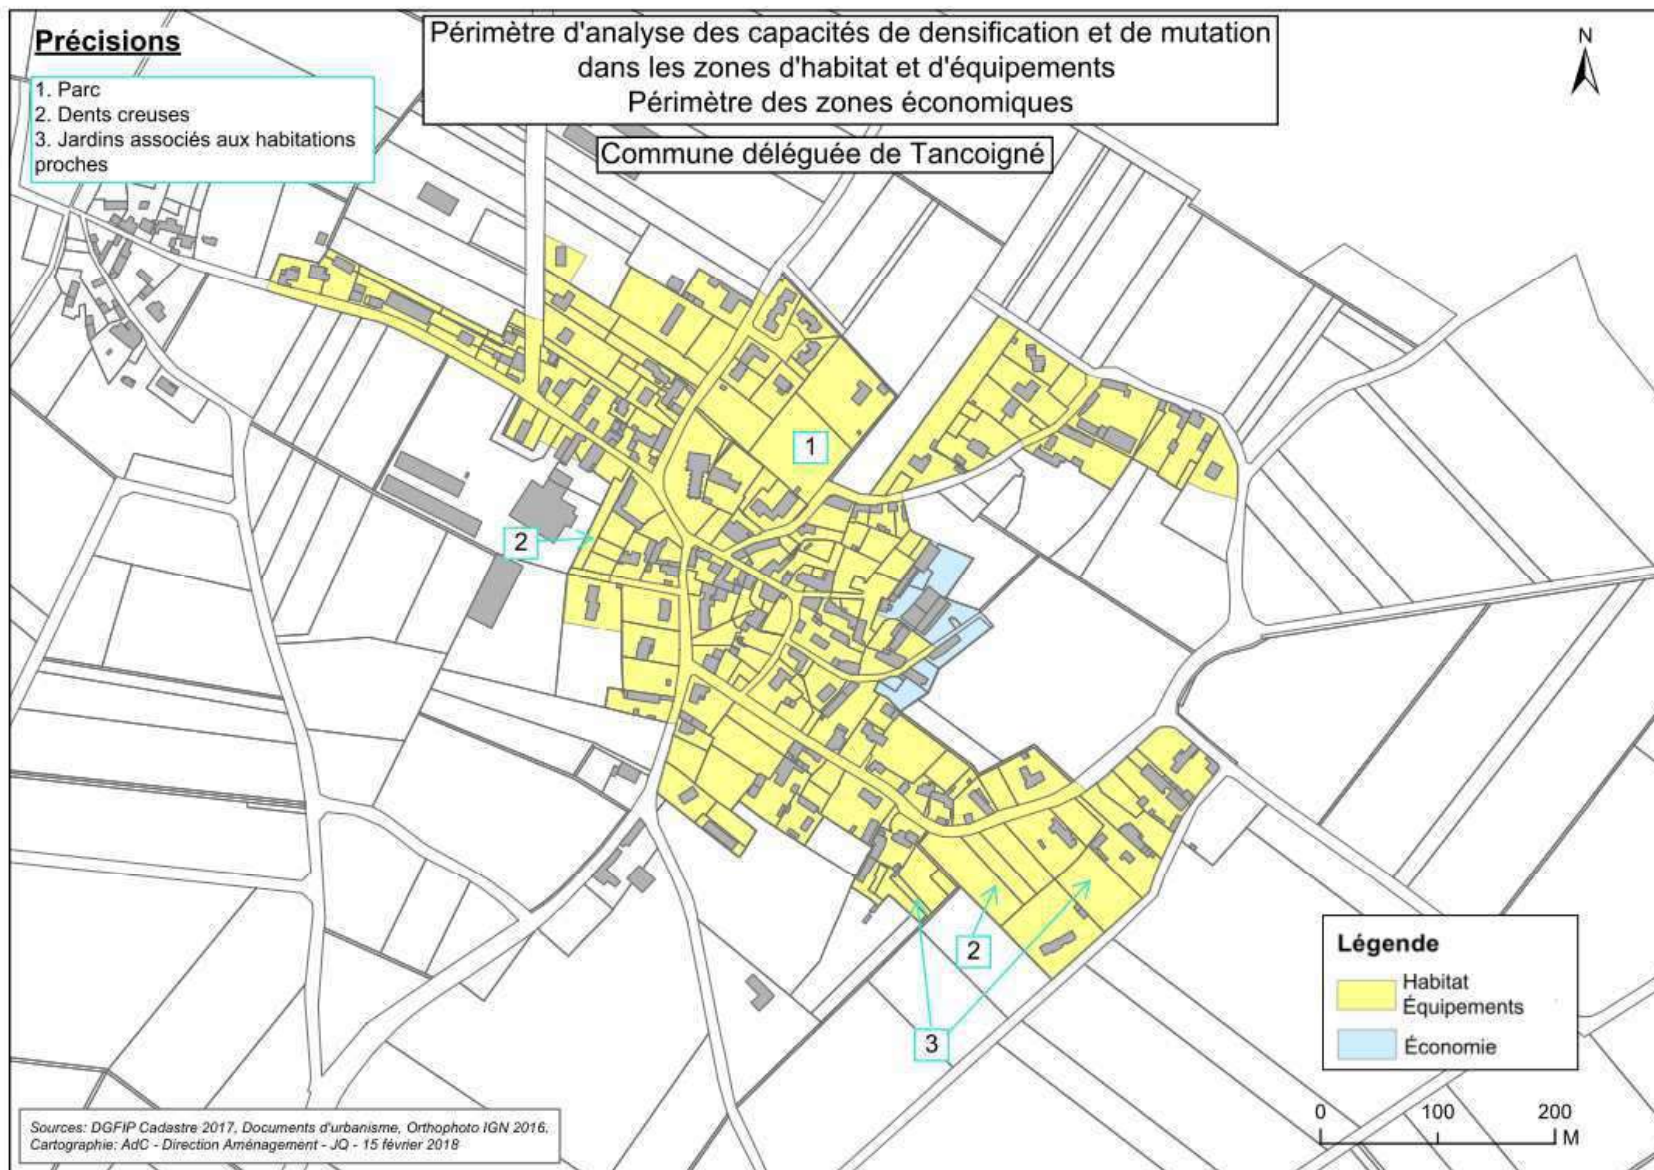 Précisions
1. Parc
2. Dents creuses
3. Jardins associés aux habitations
proches
Périmètre d'analyse des capacités de densification et de mutation
dans les zones d'habitat et d'équipements
Périmètre des zones économiques
Commune déléguée de Tancoigné
N
1
2
2
3
Légende
Habitat
Équipements
Économie
0 100 200
M
Sources: DGFIP Cadastre 2017, Documents d'urbanisme, Orthophoto IGN 2016.
Cartographie: AdC - Direction Aménagement - JQ - 15 février 2018